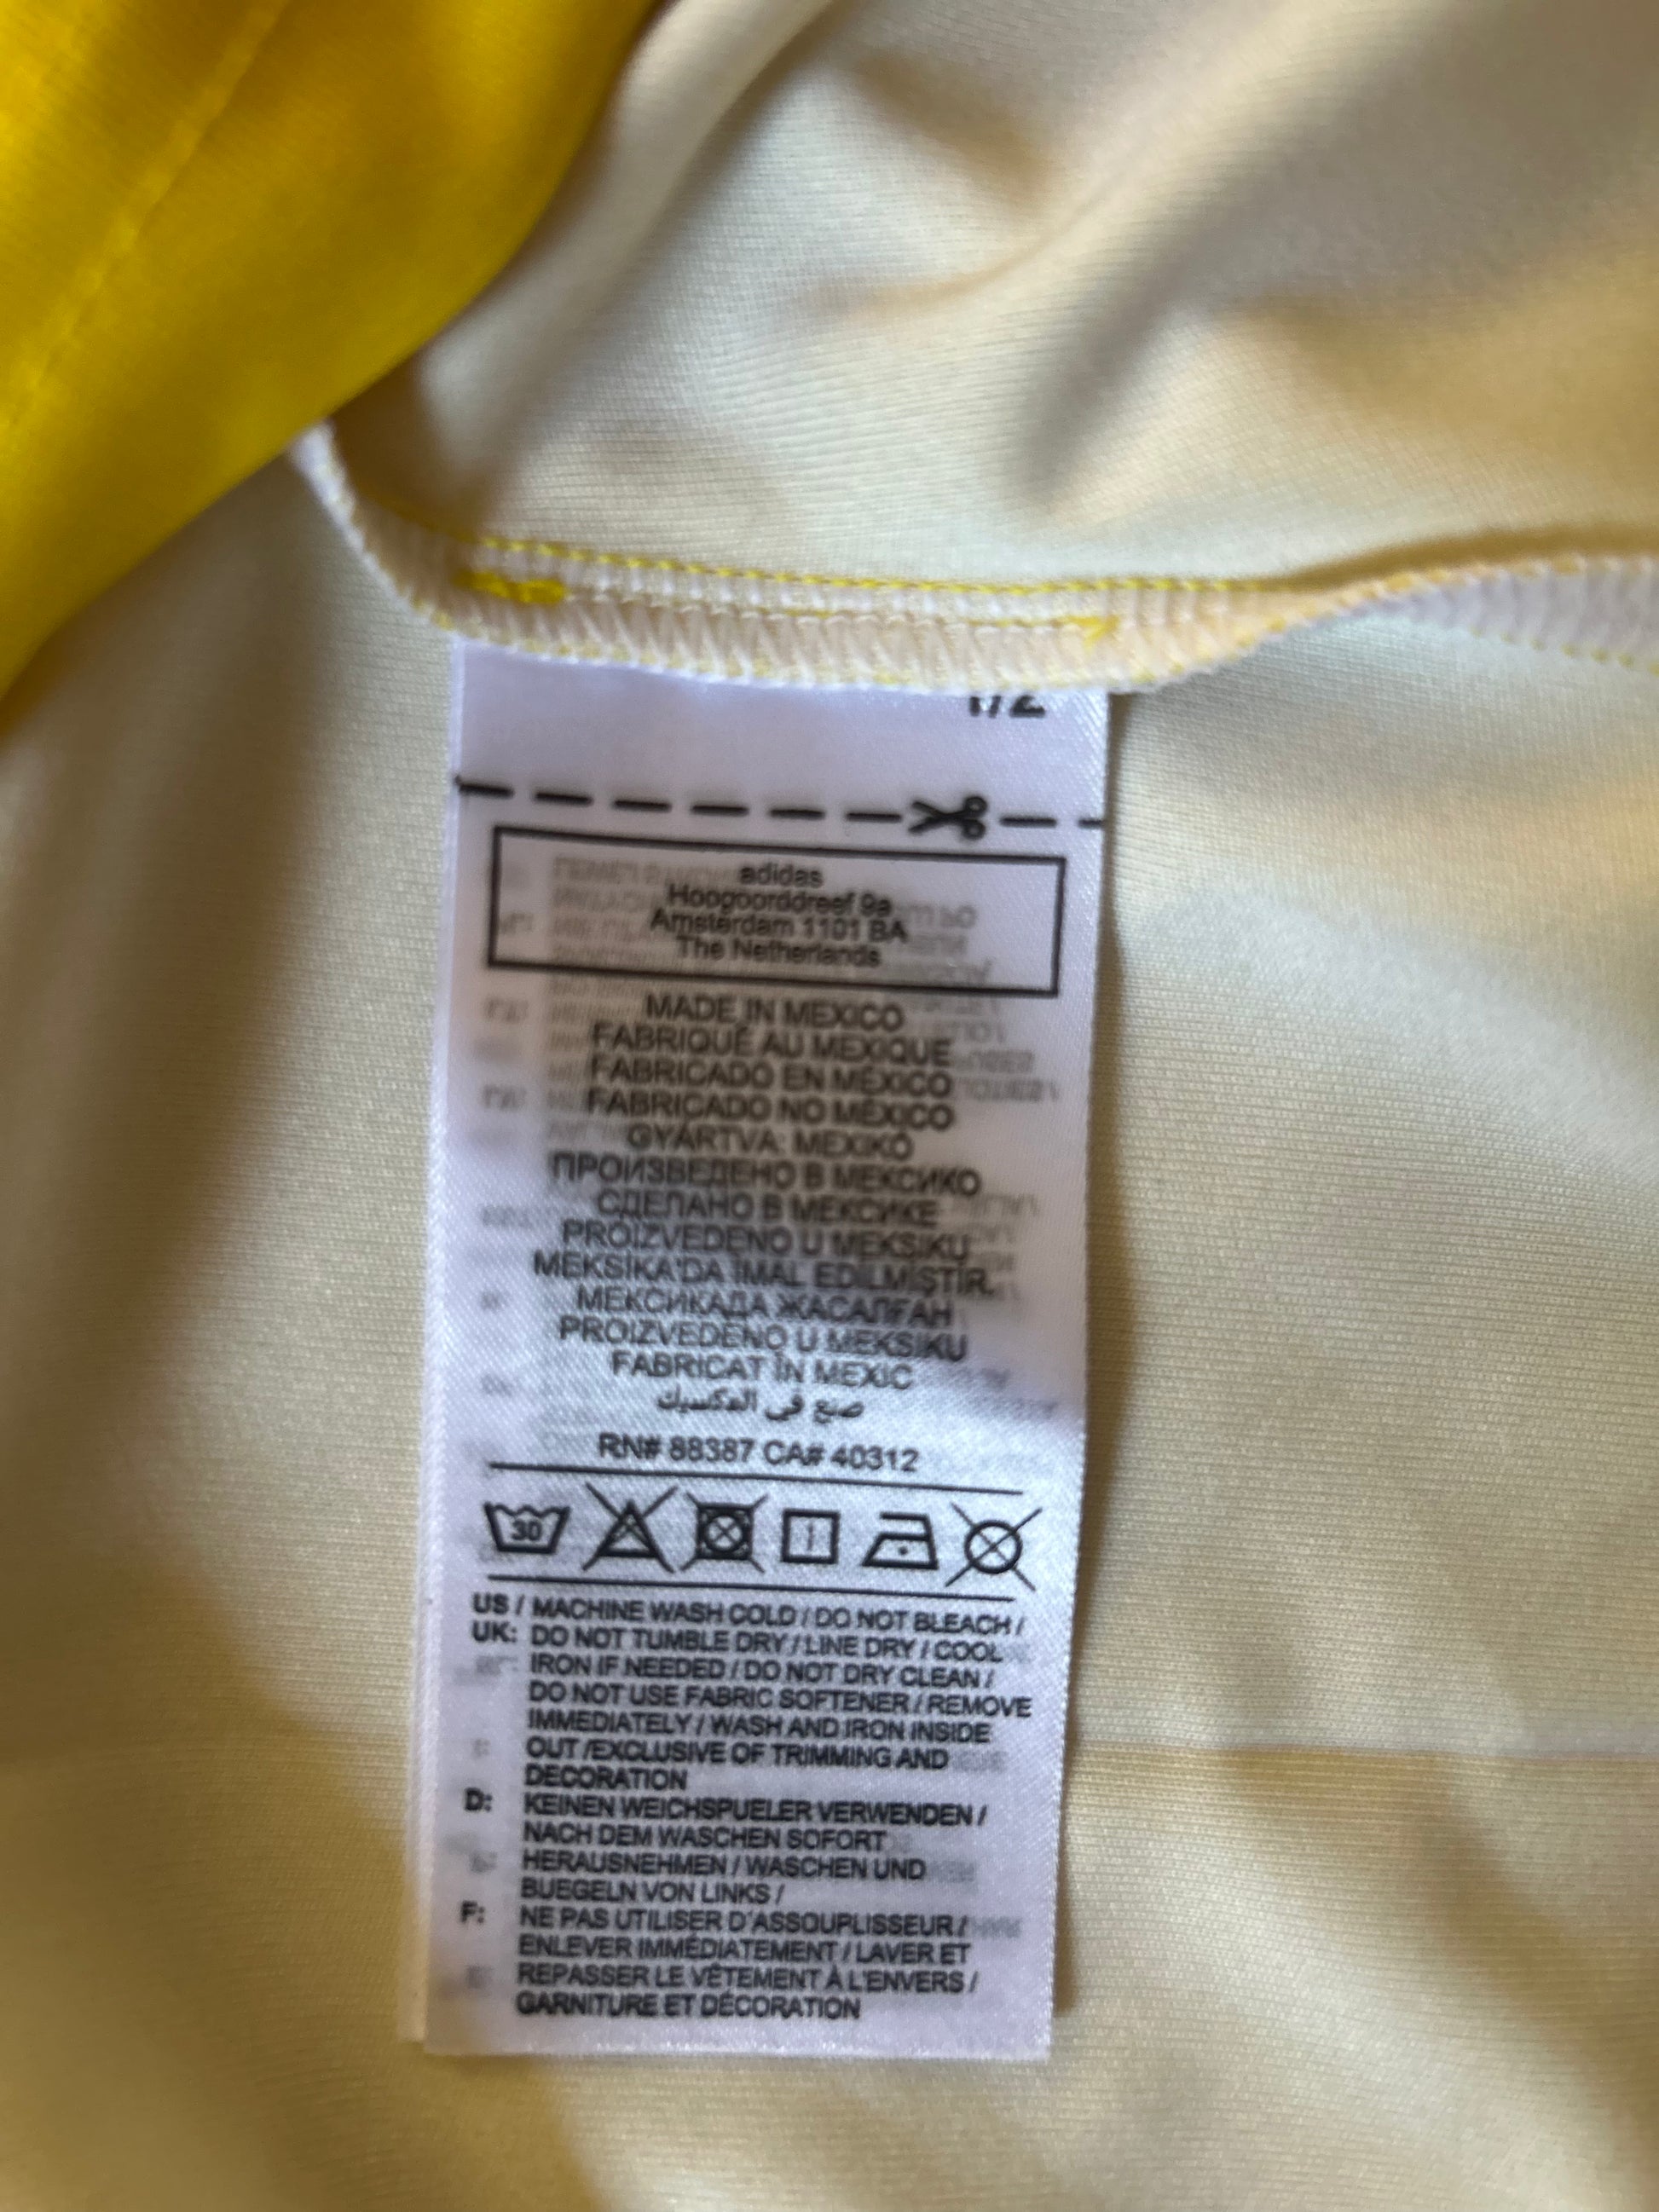 1/2
adidas
Hoogoorddreef 9a
Amsterdam 1101 BA
The Netherlands
MADE IN MEXICO
FABRIQUÉ AU MEXIQUE
FABRICADO EN MÉXICO
FABRICADO NO MÉXICO
GYÁRTVA: MEXIKÓ
ПРОИЗВЕДЕНО В МЕКСИКО
СДЕЛАНО В МЕКСИКЕ
PROIZVEDENO U MEKSIKU
MEKSİKA'DA İMAL EDİLMİŞTİR.
МЕКСИКАДА ЖАСАЛҒАН
PROIZVEDENO U MEKSIKU
FABRICAT ÎN MEXIC
صنع في المكسيك
RN# 88387 CA# 40312
30
US / MACHINE WASH COLD / DO NOT BLEACH /
UK: DO NOT TUMBLE DRY / LINE DRY / COOL
IRON IF NEEDED / DO NOT DRY CLEAN /
DO NOT USE FABRIC SOFTENER / REMOVE
IMMEDIATELY / WASH AND IRON INSIDE
OUT /EXCLUSIVE OF TRIMMING AND
DECORATION
D: KEINEN WEICHSPUELER VERWENDEN /
NACH DEM WASCHEN SOFORT
HERAUSNEHMEN / WASCHEN UND
BUEGELN VON LINKS /
F: NE PAS UTILISER D'ASSOUPLISSEUR /
ENLEVER IMMÉDIATEMENT / LAVER ET
REPASSER LE VÊTEMENT À L'ENVERS /
GARNITURE ET DÉCORATION